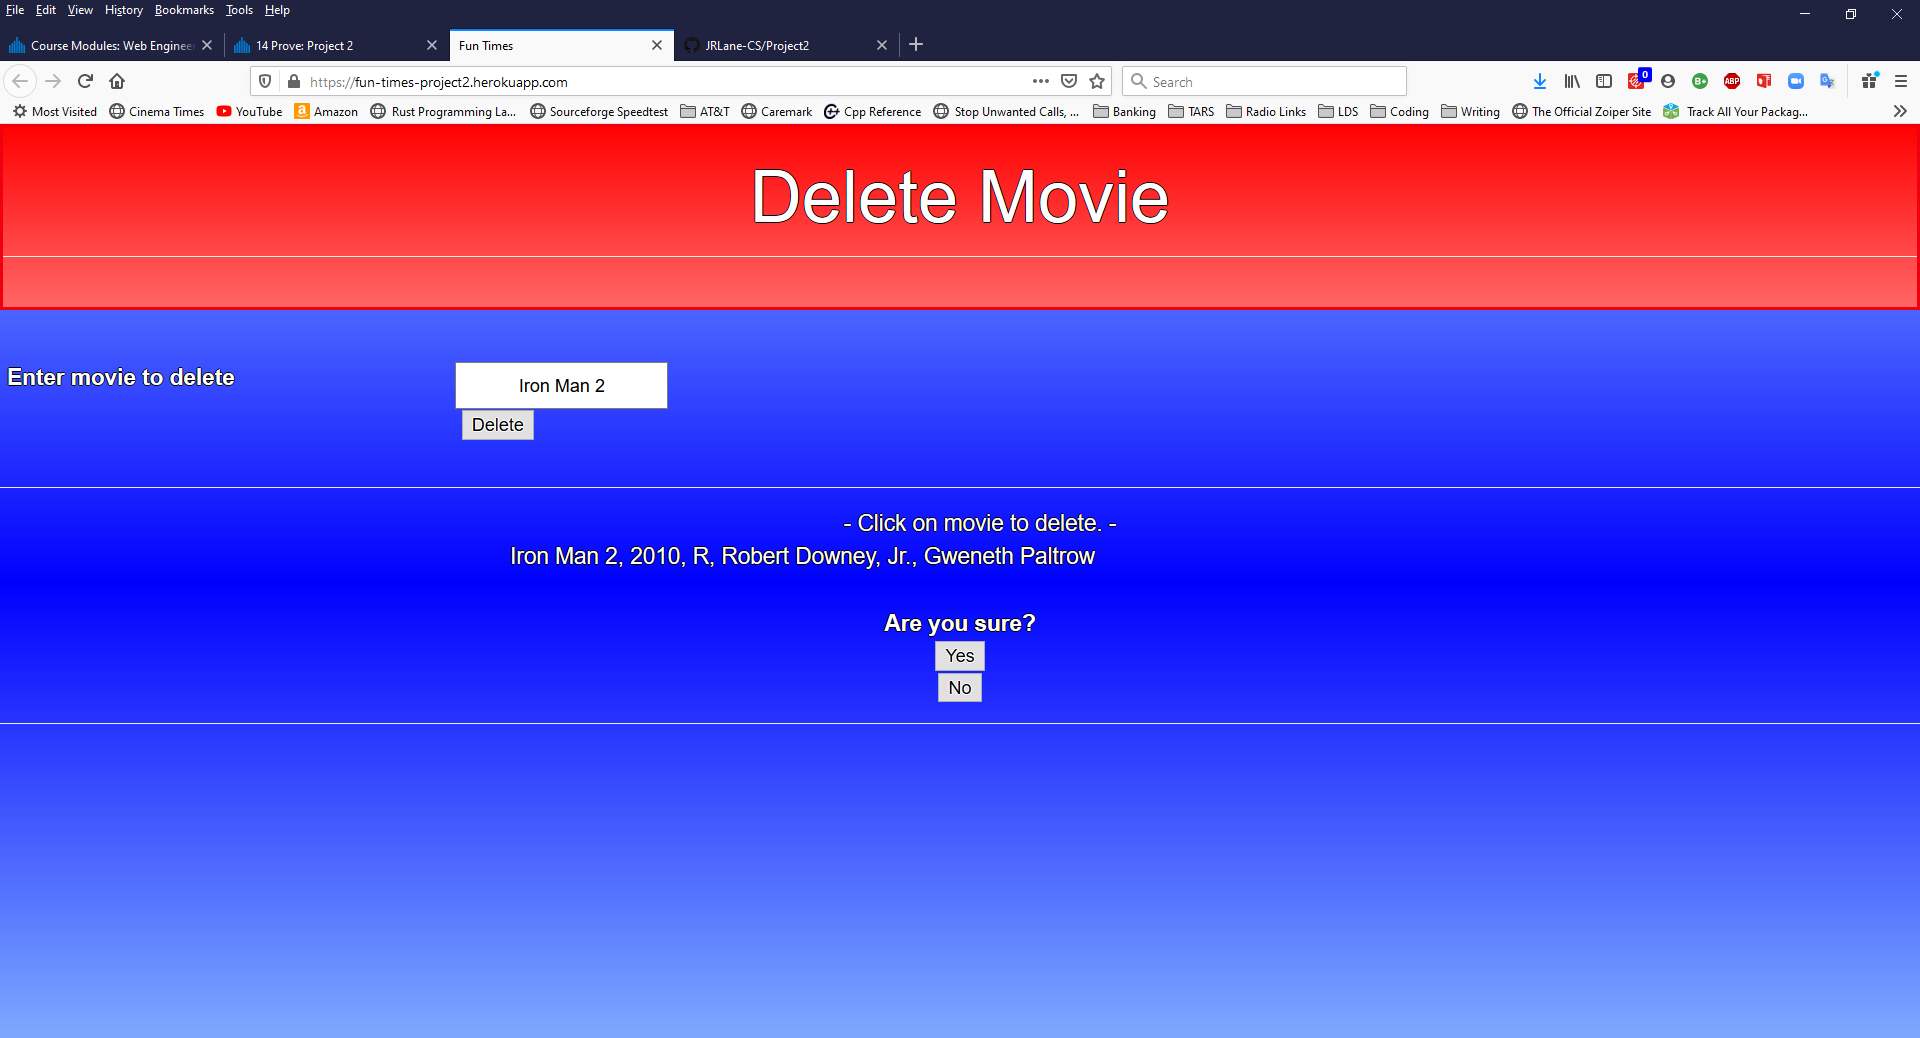 File Edit View History Bookmarks Tools Help
Course Modules: Web Enginee
14 Prove: Project 2
Fun Times
JRLane-CS/Project2
https://fun-times-project2.herokuapp.com
Search
0
B+
ABP
Most Visited
Cinema Times
YouTube
Amazon
Rust Programming La...
Sourceforge Speedtest
AT&T
Caremark
Cpp Reference
Stop Unwanted Calls, ...
Banking
TARS
Radio Links
LDS
Coding
Writing
The Official Zoiper Site
Track All Your Packag...
Delete Movie
Enter movie to delete
Iron Man 2
Delete
- Click on movie to delete. -
Iron Man 2, 2010, R, Robert Downey, Jr., Gweneth Paltrow
Are you sure?
Yes
No